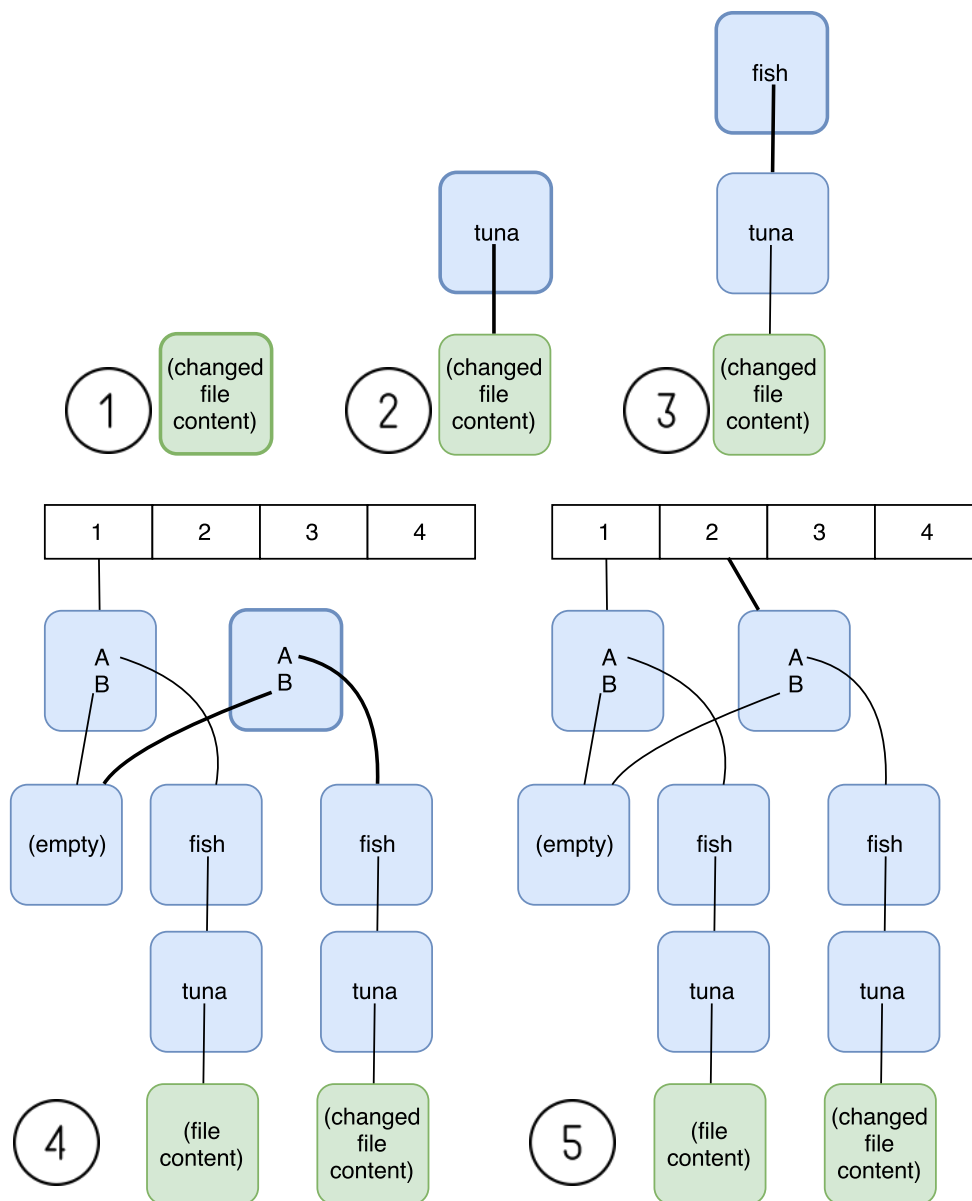 fish
tuna
tuna
(changed
file
content)
1
(changed
file
content)
2
(changed
file
content)
3
1 2 3 4
A
B
A
B
(empty)
fish
fish
tuna
tuna
(file
content)
(changed
file
content)
4
1 2 3 4
A
B
A
B
(empty)
fish
fish
tuna
tuna
(file
content)
(changed
file
content)
5